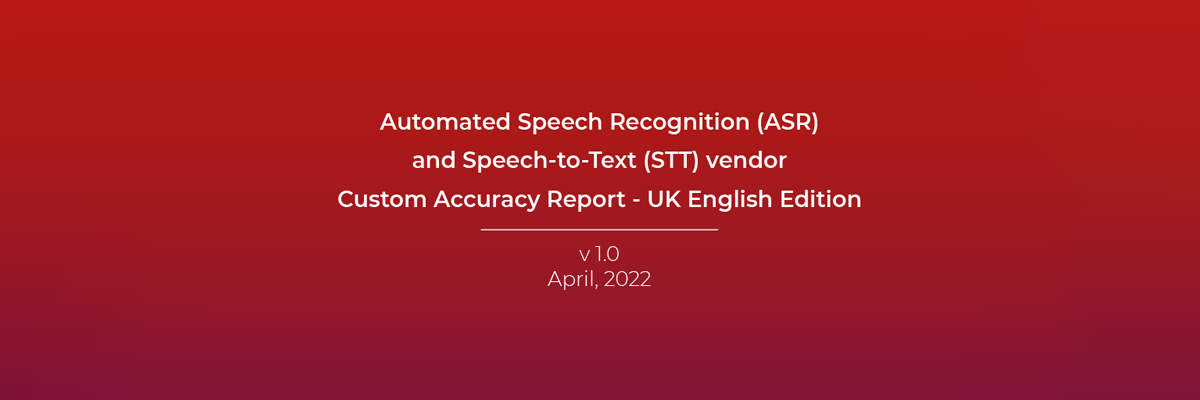 Automated Speech Recognition (ASR)
and Speech-to-Text (STT) vendor
Custom Accuracy Report - UK English Edition
v 1.0
April, 2022